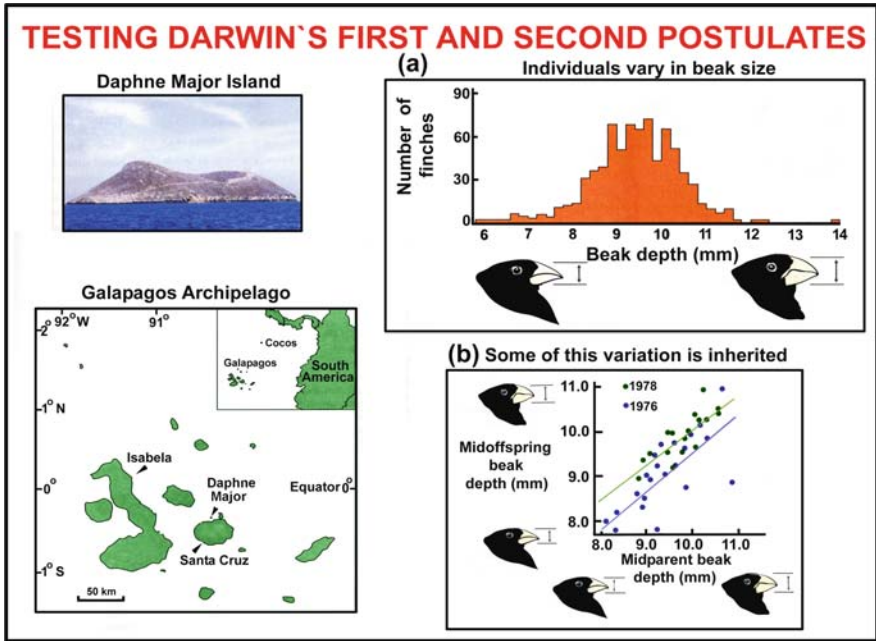 TESTING DARWIN`S FIRST AND SECOND POSTULATES
Daphne Major Island
Galapagos Archipelago
92°W
91°
2°
Cocos
Galapagos
South
America
1° N
Isabela
0°
Daphne
Major
Equator
0°
Santa Cruz
1° S
50 km
(a)
Individuals vary in beak size
Number of
finches
90
60
30
0
6 7 8 9 10 11 12 13 14
Beak depth (mm)
(b) Some of this variation is inherited
11.0
1978
1976
10.0
Midoffspring
beak
depth (mm)
9.0
8.0
8.0 9.0 10.0 11.0
Midparent beak
depth (mm)